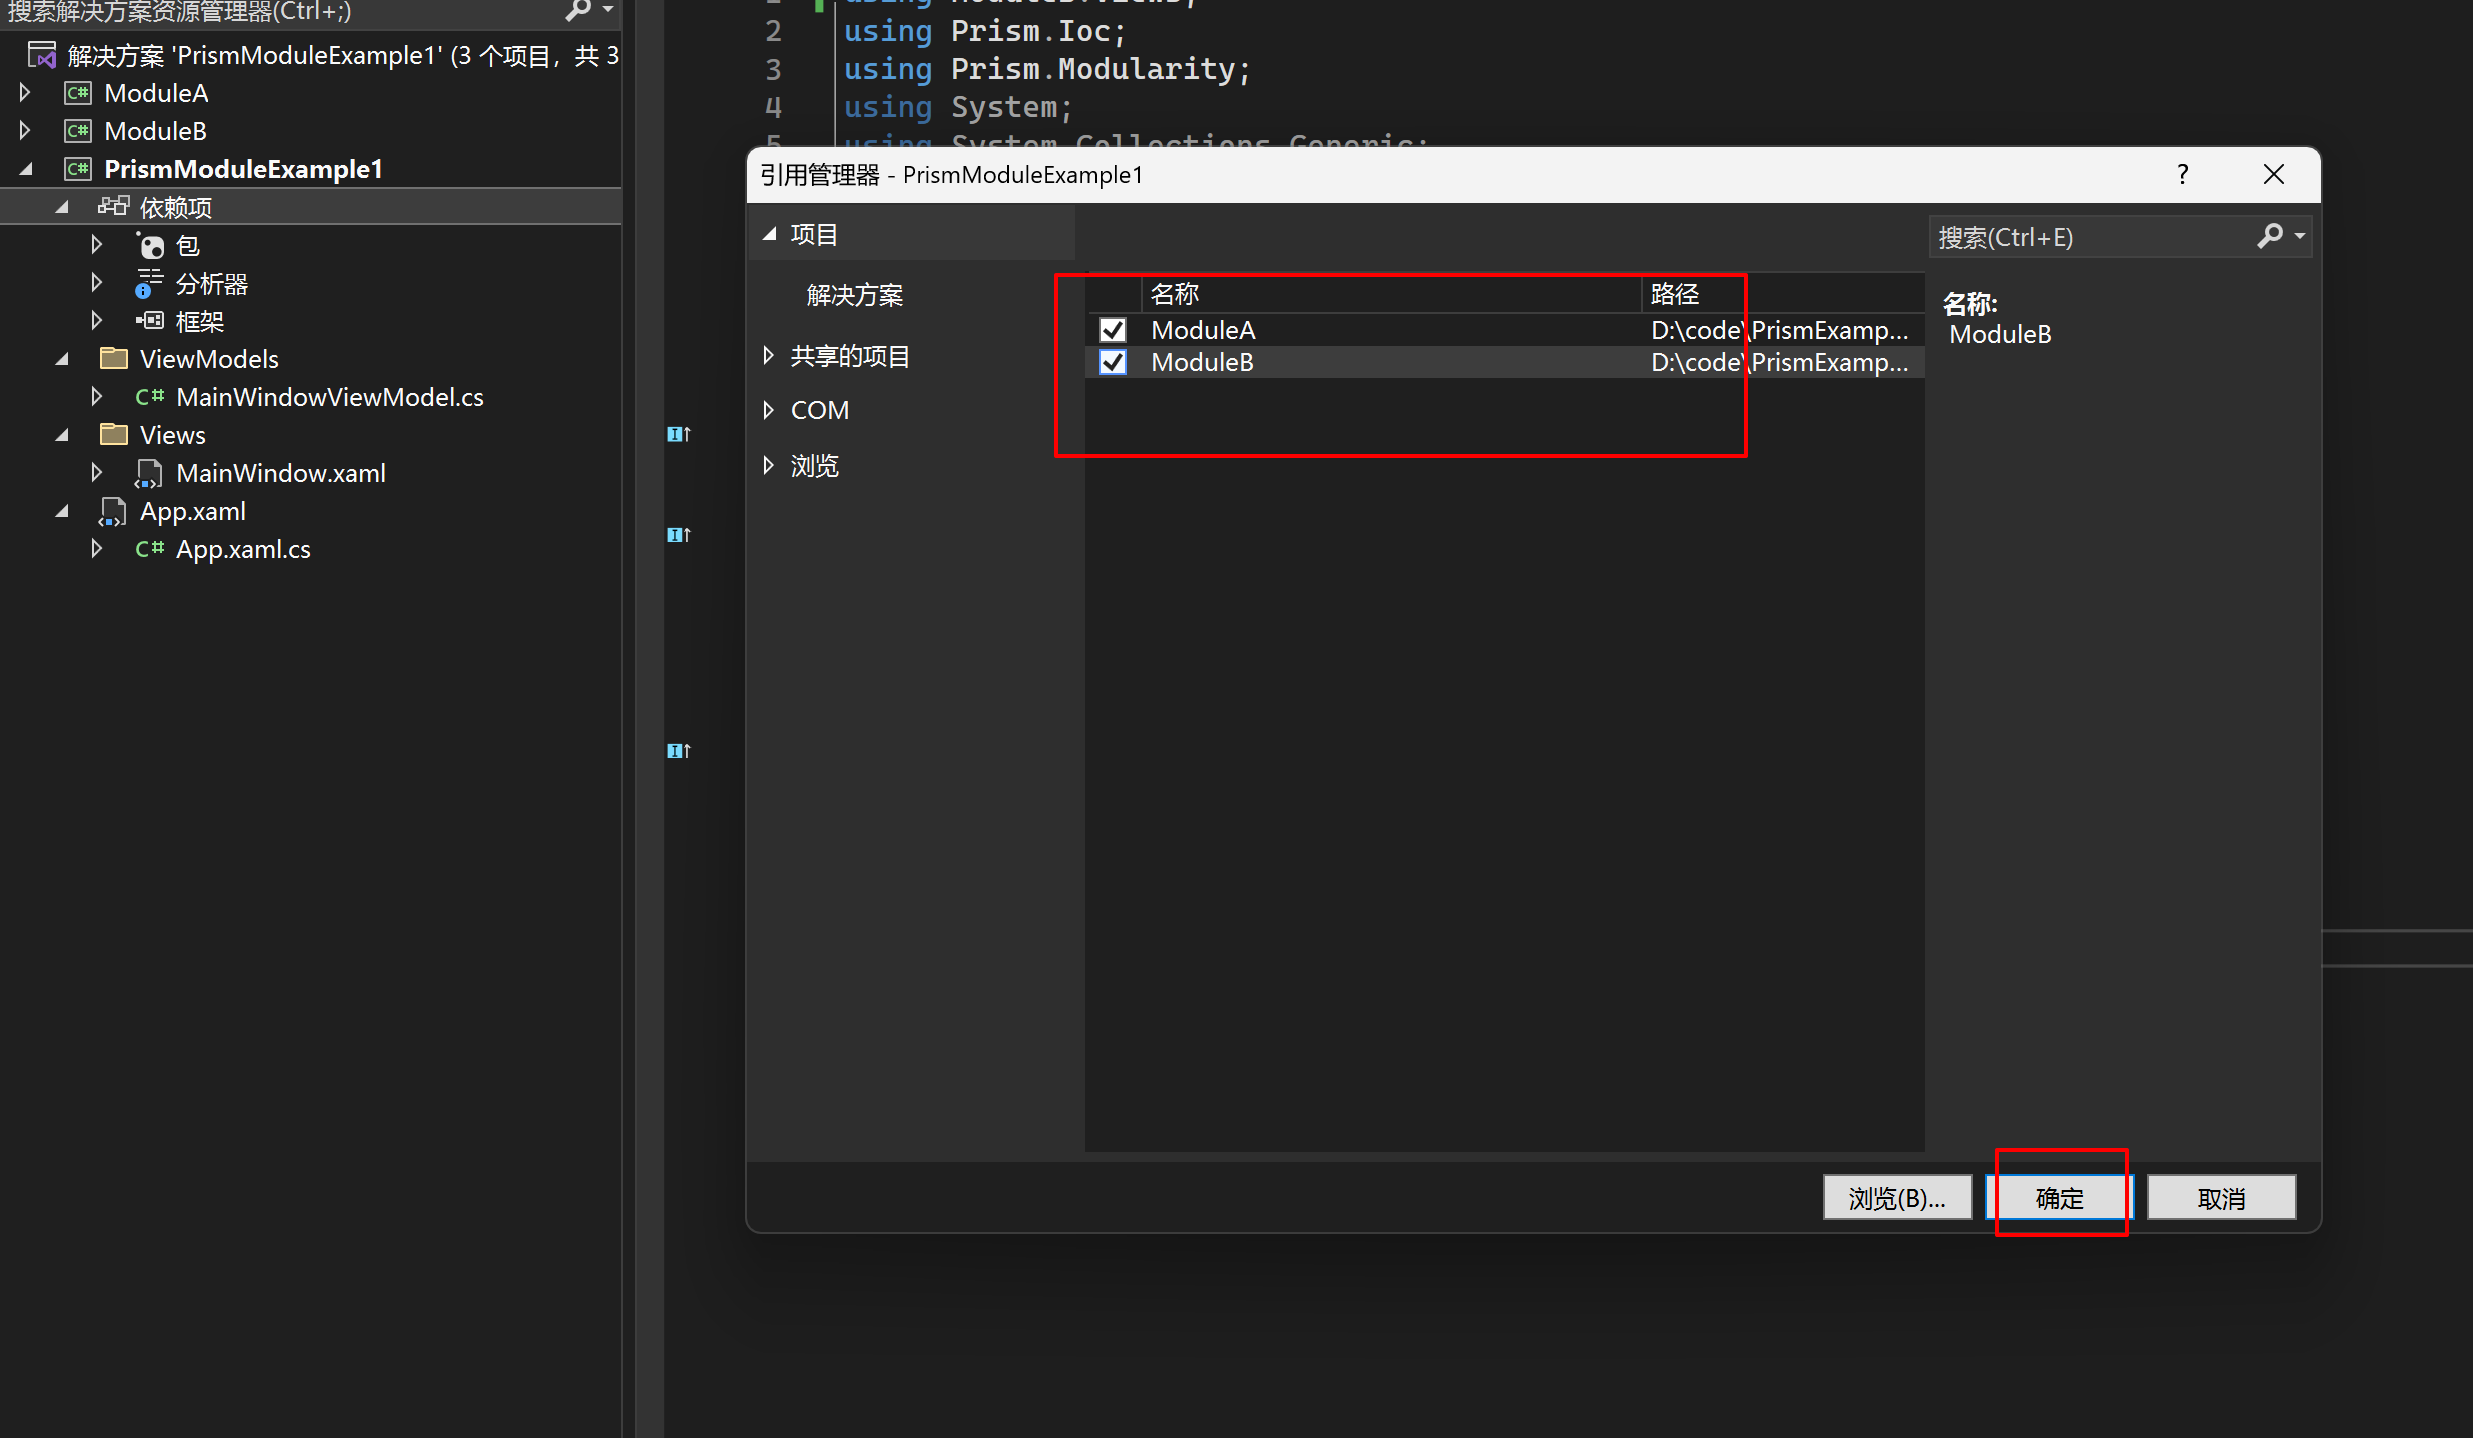 搜索解决方案资源管理器(Ctrl+;)
解决方案 'PrismModuleExample1' (3 个项目，共 3
ModuleA
ModuleB
PrismModuleExample1
依赖项
包
分析器
框架
ViewModels
C# MainWindowViewModel.cs
Views
MainWindow.xaml
App.xaml
C# App.xaml.cs
2 using Prism.Ioc;
3 using Prism.Modularity;
4 using System;
5 using System.Collections.Generic;
引用管理器 - PrismModuleExample1
项目
解决方案
共享的项目
COM
浏览
搜索(Ctrl+E)
名称 路径
ModuleA D:\code\PrismExamp...
ModuleB D:\code\PrismExamp...
名称:
ModuleB
浏览(B)...
确定
取消